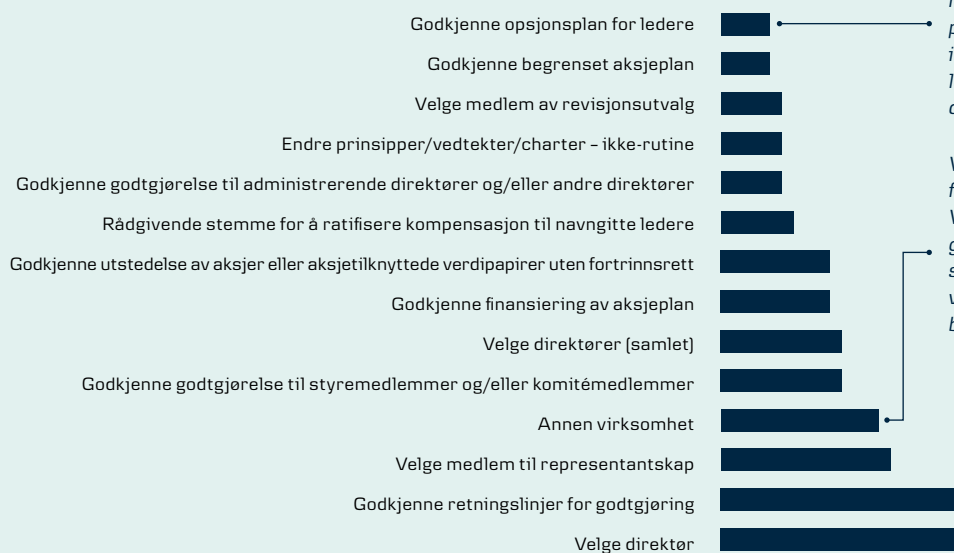 Godkjenne opsjonsplan for ledere
Godkjenne begrenset aksjeplan
Velge medlem av revisjonsutvalg
Endre prinsipper/vedtekter/charter – ikke-rutine
Godkjenne godtgjørelse til administrerende direktører og/eller andre direktører
Rådgivende stemme for å ratifisere kompensasjon til navngitte ledere
Godkjenne utstedelse av aksjer eller aksjetilknyttede verdipapirer uten fortrinnsrett
Godkjenne finansiering av aksjeplan
Velge direktører (samlet)
Godkjenne godtgjørelse til styremedlemmer og/eller komitémedlemmer
Annen virksomhet
Velge medlem til representantskap
Godkjenne retningslinjer for godtgjøring
Velge direktør